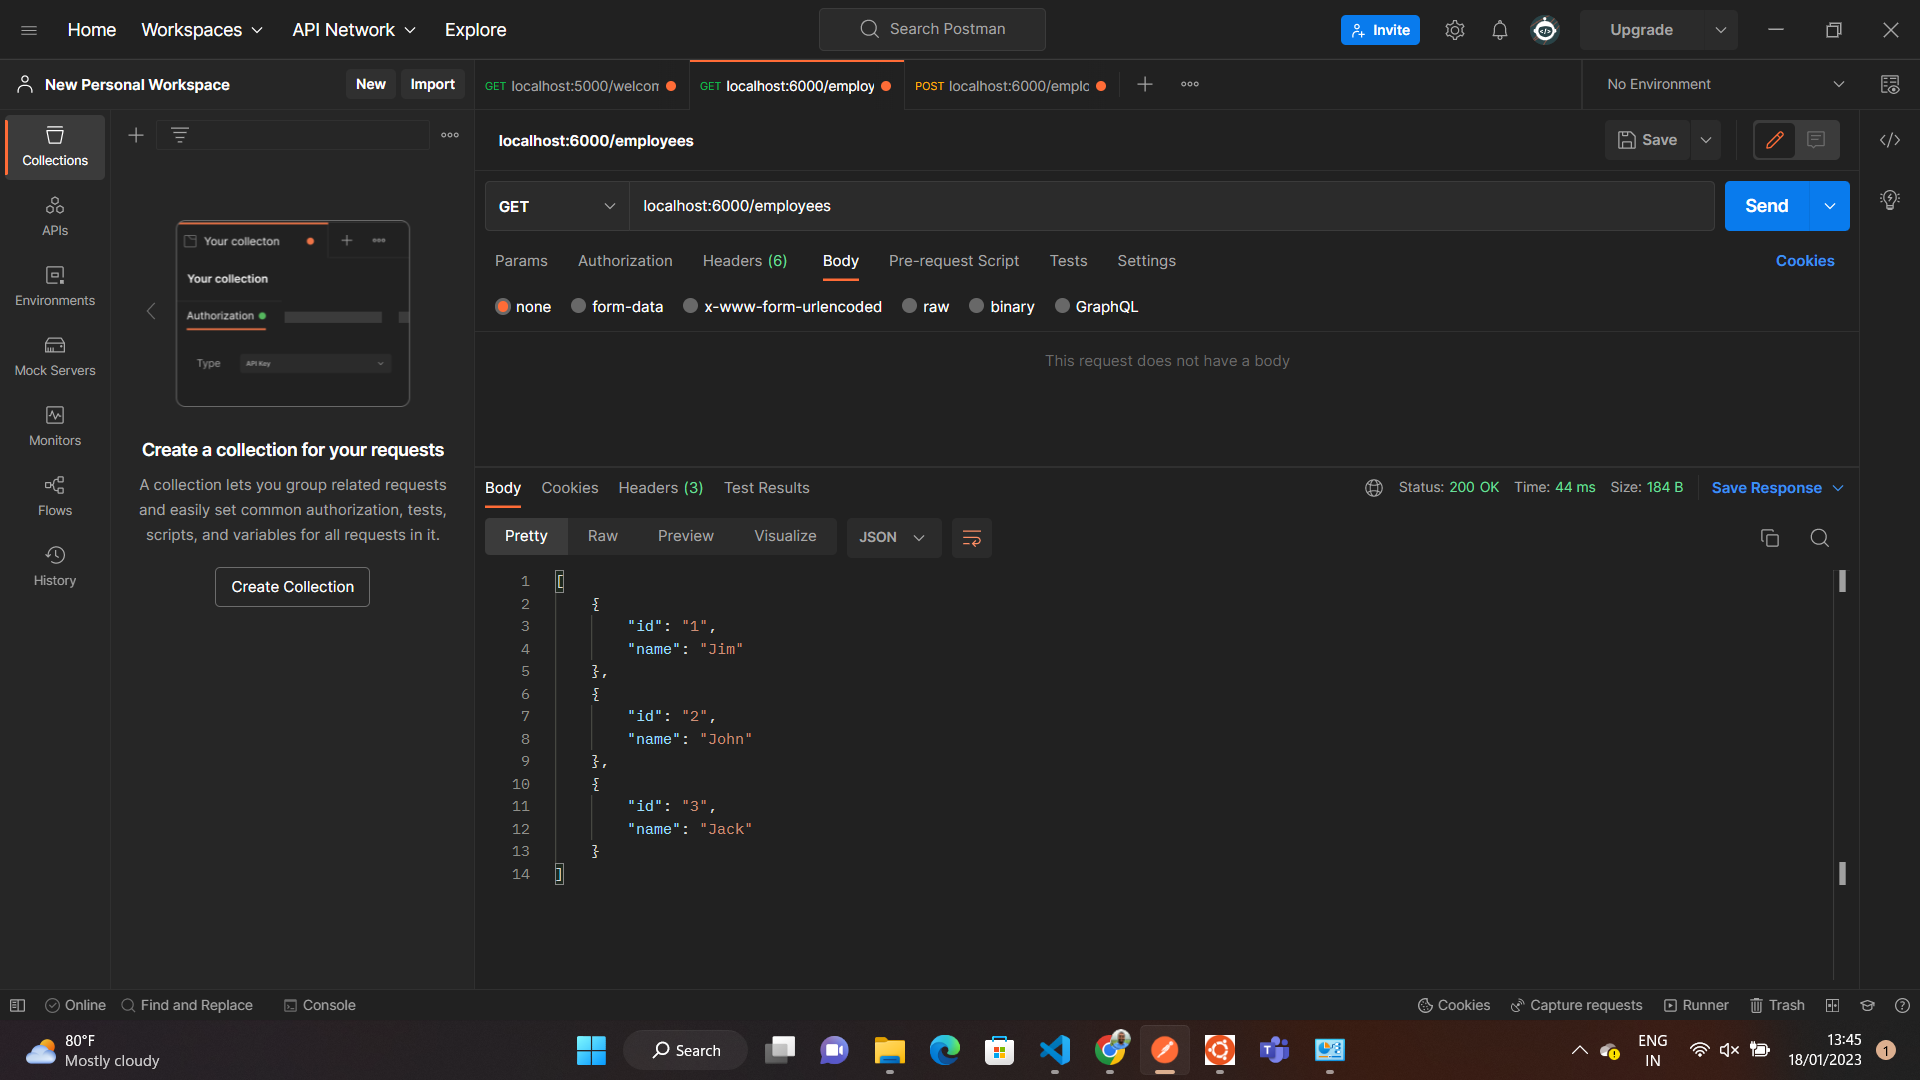 Home Workspaces API Network Explore Search Postman Invite Upgrade
New Personal Workspace New Import GET localhost:5000/welcom GET localhost:6000/employ POST localhost:6000/emplo No Environment
Collections
APIs
Environments
Mock Servers
Monitors
Flows
History
Your collecton
Your collection
Authorization
Type API Key
Create a collection for your requests
A collection lets you group related requests
and easily set common authorization, tests,
scripts, and variables for all requests in it.
Create Collection
localhost:6000/employees Save
GET localhost:6000/employees Send
Params Authorization Headers (6) Body Pre-request Script Tests Settings Cookies
none form-data x-www-form-urlencoded raw binary GraphQL
This request does not have a body
Body Cookies Headers (3) Test Results Status: 200 OK Time: 44 ms Size: 184 B Save Response
Pretty Raw Preview Visualize JSON
1 [
2 {
3 "id": "1",
4 "name": "Jim"
5 },
6 {
7 "id": "2",
8 "name": "John"
9 },
10 {
11 "id": "3",
12 "name": "Jack"
13 }
14 ]
Online Find and Replace Console Cookies Capture requests Runner Trash
80°F
Mostly cloudy
Search
ENG
IN
13:45
18/01/2023
1